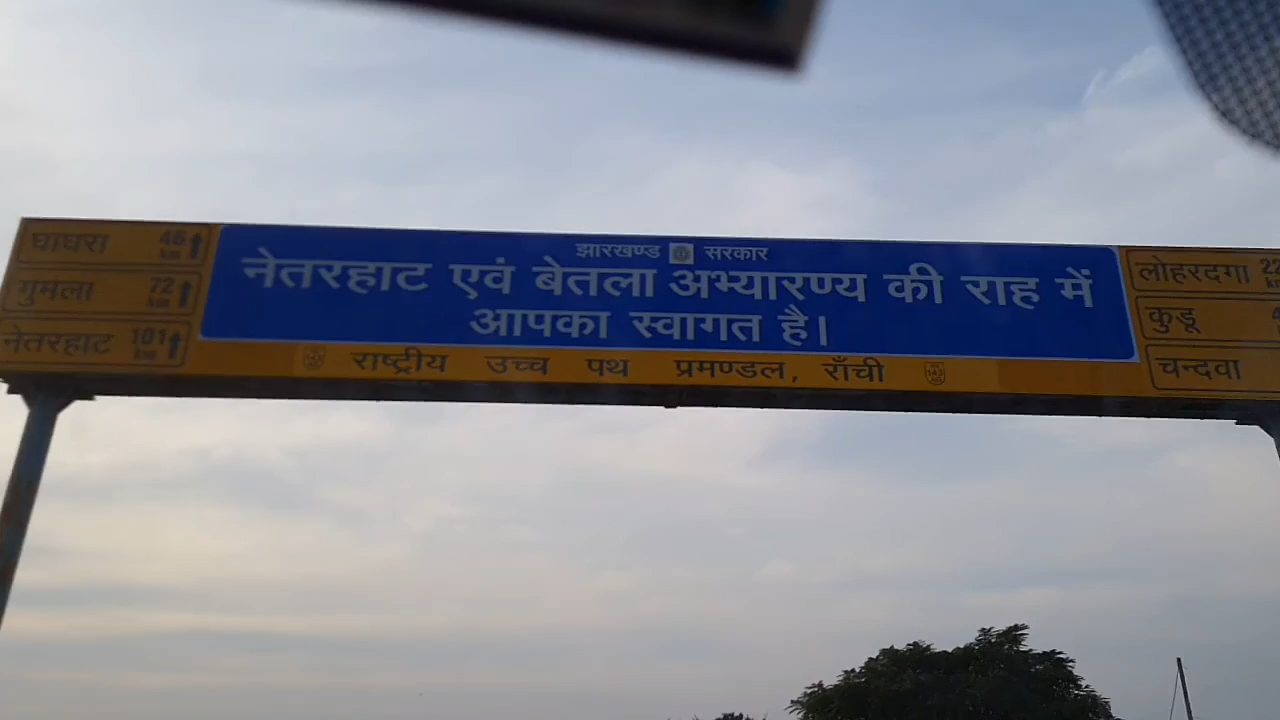 घाघरा 46 km
गुमला 72 km
नेतरहाट 101 km
झारखण्ड सरकार
नेतरहाट एवं बेतला अभ्यारण्य की राह में
आपका स्वागत है।
राष्ट्रीय उच्च पथ प्रमण्डल, राँची
लोहरदगा
कुडू
चन्दवा